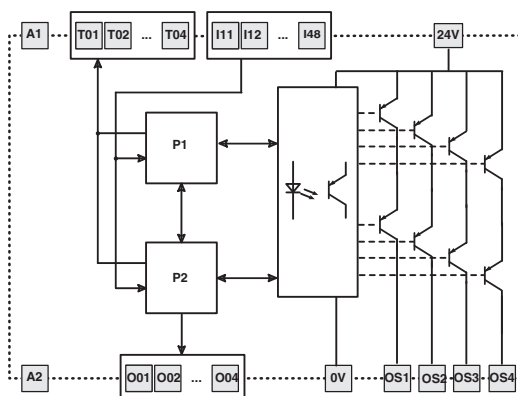 A1 T01 T02 ... T04 I11 I12 ... I48 24V
P1
P2
A2 O01 O02 ... O04 0V OS1 OS2 OS3 OS4